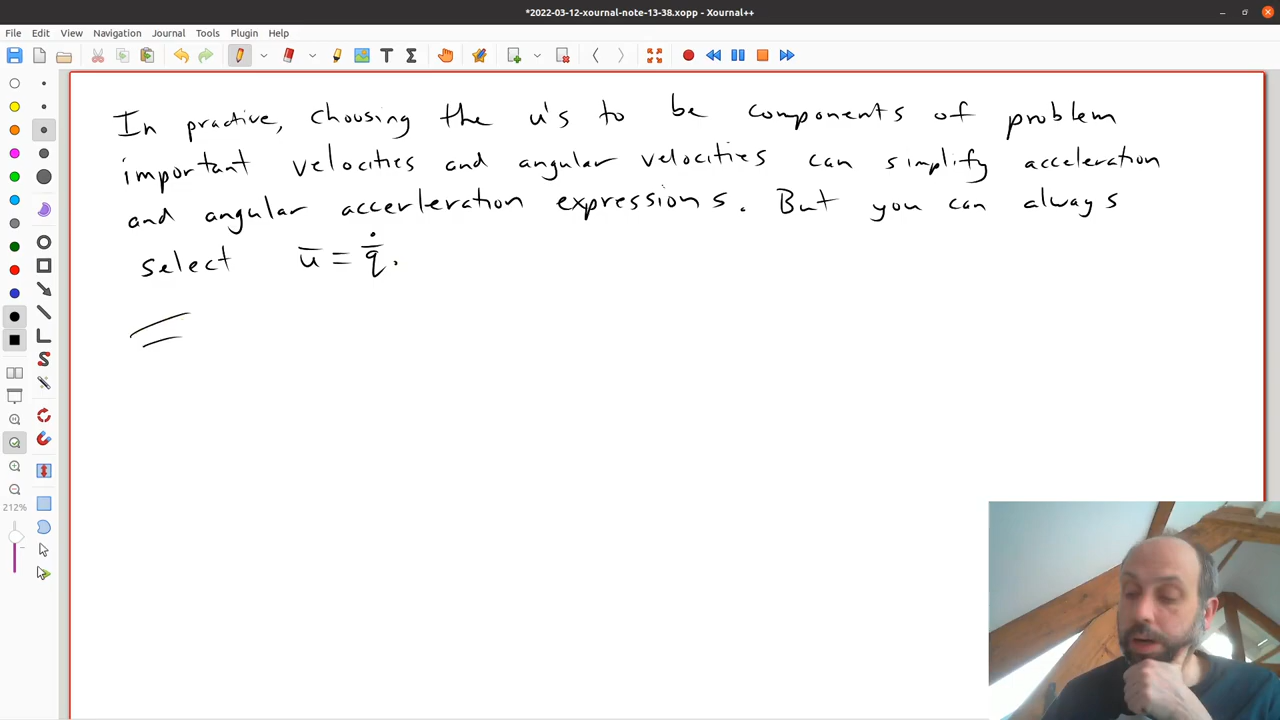 *2022-03-12-xournal-note-13-38.xopp - Xournal++
File Edit View Navigation Journal Tools Plugin Help
In practive, choosing the u's to be components of problem
important velocities and angular velocities can simplify acceleration
and angular accerleration expressions. But you can always
select ū = q̄̇.
212%